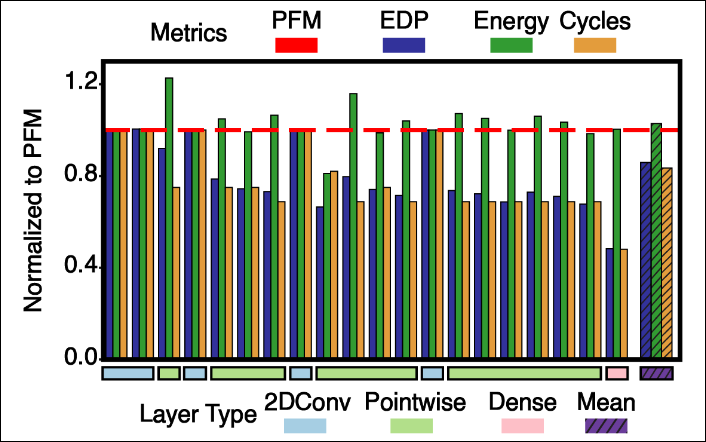 Metrics PFM EDP Energy Cycles
Normalized to PFM
1.2
0.8
0.4
0.0
Layer Type 2DConv Pointwise Dense Mean